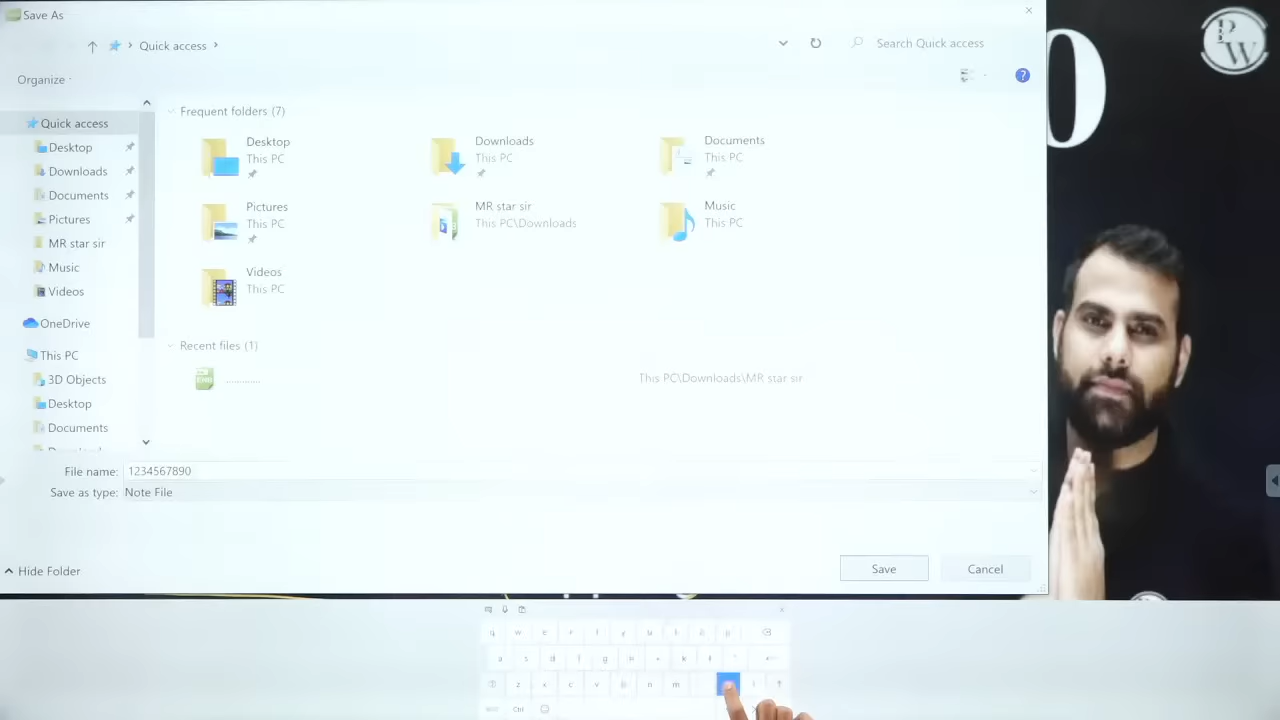 Save As
Quick access
Search Quick access
Organize
Quick access
Desktop
Downloads
Documents
Pictures
MR star sir
Music
Videos
OneDrive
This PC
3D Objects
Desktop
Documents
Frequent folders (7)
Desktop
This PC
Downloads
This PC
Documents
This PC
Pictures
This PC
MR star sir
This PC\Downloads
Music
This PC
Videos
This PC
Recent files (1)
............
This PC\Downloads\MR star sir
File name: 1234567890
Save as type: Note File
Hide Folder
Save
Cancel
PW
0
z
n m
Ctrl